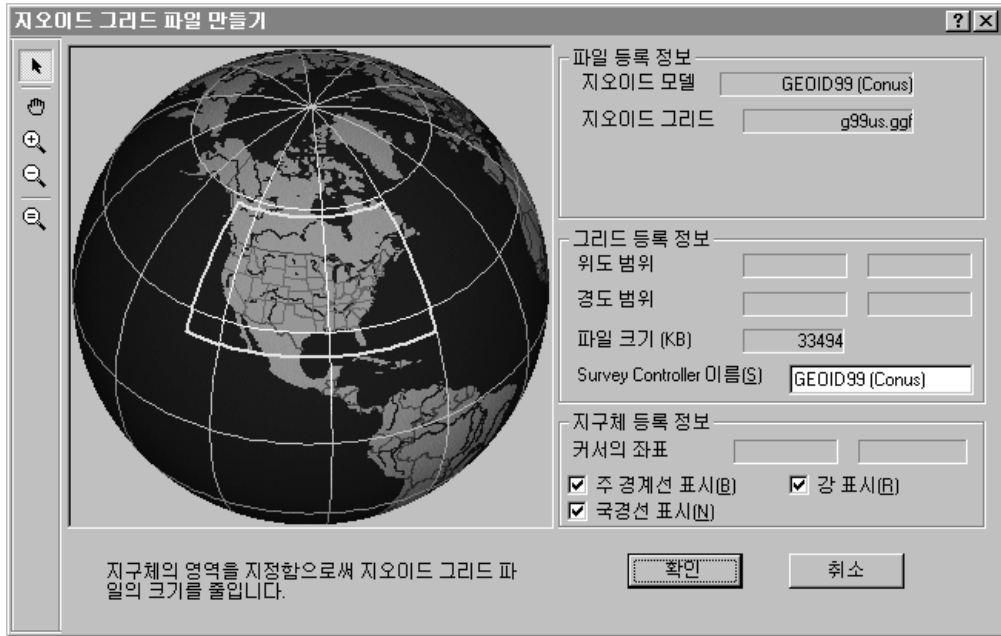 지오이드 그리드 파일 만들기
파일 등록 정보
지오이드 모델 GEOID99 (Conus)
지오이드 그리드 g99us.ggf
그리드 등록 정보
위도 범위
경도 범위
파일 크기 (KB) 33494
Survey Controller 이름(S) GEOID99 (Conus)
지구체 등록 정보
커서의 좌표
주 경계선 표시(B) 강 표시(R)
국경선 표시(N)
지구체의 영역을 지정함으로써 지오이드 그리드 파
일의 크기를 줄입니다.
확인 취소